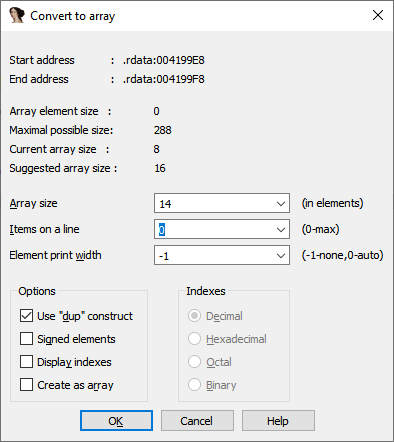 Convert to array
Start address : .rdata:004199E8
End address : .rdata:004199F8
Array element size : 0
Maximal possible size: 288
Current array size : 8
Suggested array size : 16
Array size 14 (in elements)
Items on a line 0 (0-max)
Element print width -1 (-1-none,0-auto)
Options Indexes
Use "dup" construct Decimal
Signed elements Hexadecimal
Display indexes Octal
Create as array Binary
OK Cancel Help